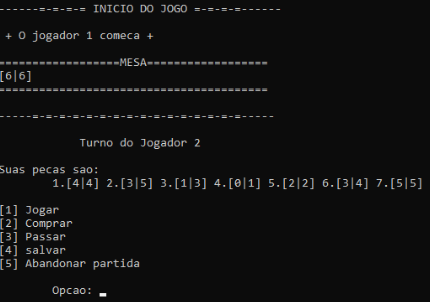 ------=-=-=-= INICIO DO JOGO =-=-=-=------
+ O jogador 1 comeca +
==================MESA==================
[6|6]
========================================
-----=-=-=-=-=-=-=-=-=-=-=-=-=-=-=-----
Turno do Jogador 2
Suas pecas sao:
1.[4|4] 2.[3|5] 3.[1|3] 4.[0|1] 5.[2|2] 6.[3|4] 7.[5|5]
[1] Jogar
[2] Comprar
[3] Passar
[4] salvar
[5] Abandonar partida
Opcao: _